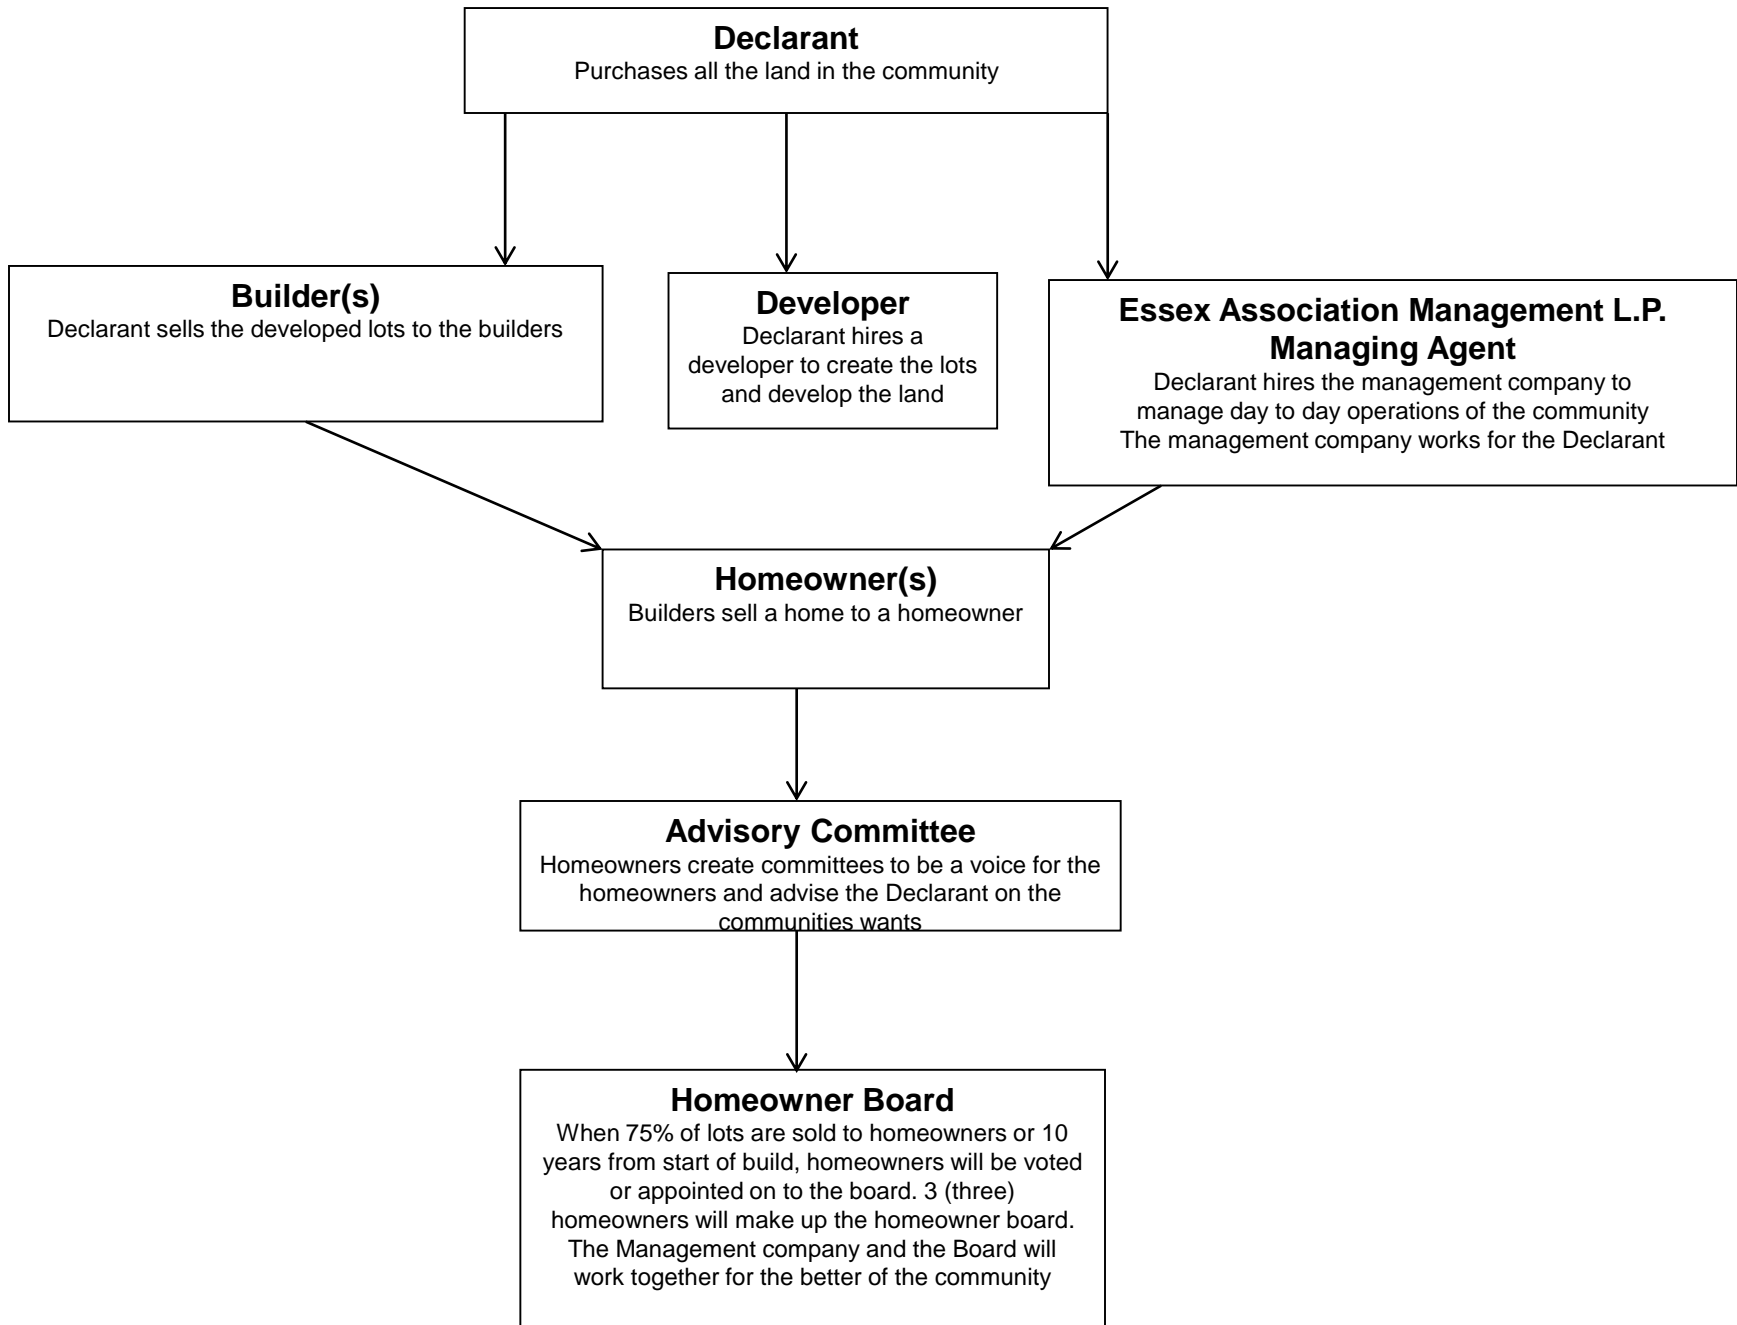 Declarant
Purchases all the land in the community
Builder(s)
Declarant sells the developed lots to the builders
Developer
Declarant hires a
developer to create the lots
and develop the land
Essex Association Management L.P.
Managing Agent
Declarant hires the management company to
manage day to day operations of the community
The management company works for the Declarant
Homeowner(s)
Builders sell a home to a homeowner
Advisory Committee
Homeowners create committees to be a voice for the
homeowners and advise the Declarant on the
communities wants
Homeowner Board
When 75% of lots are sold to homeowners or 10
years from start of build, homeowners will be voted
or appointed on to the board. 3 (three)
homeowners will make up the homeowner board.
The Management company and the Board will
work together for the better of the community